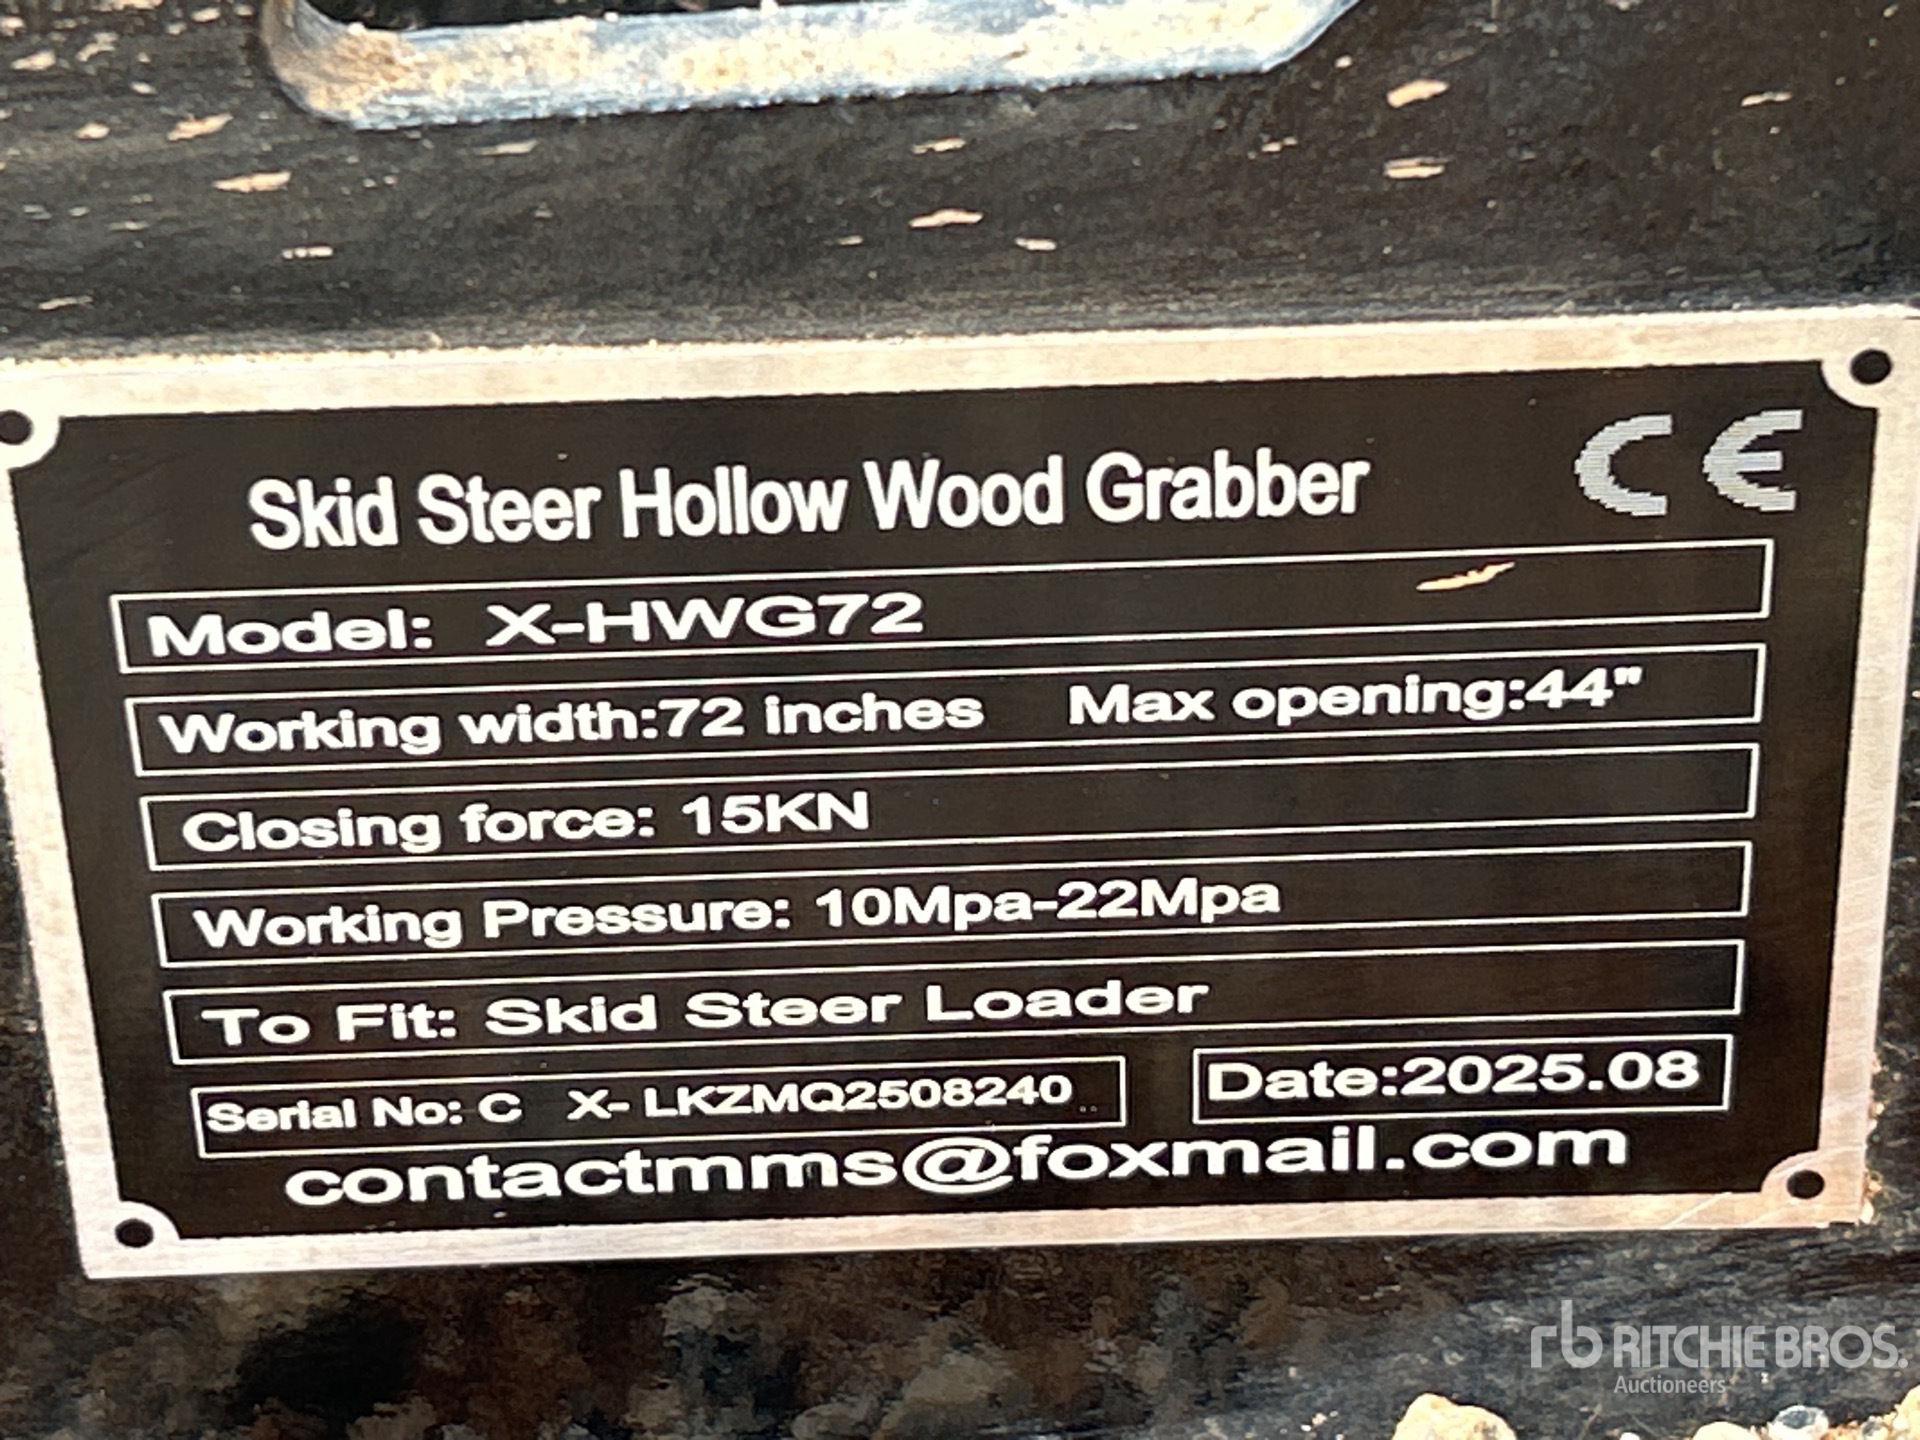 Skid Steer Hollow Wood Grabber CE
Model: X-HWG72
Working width:72 inches Max opening:44"
Closing force: 15KN
Working Pressure: 10Mpa-22Mpa
To Fit: Skid Steer Loader
Serial No: C X- LKZMQ2508240 Date:2025.08
contactmms@foxmail.com
rb RITCHIE BROS.
Auctioneers